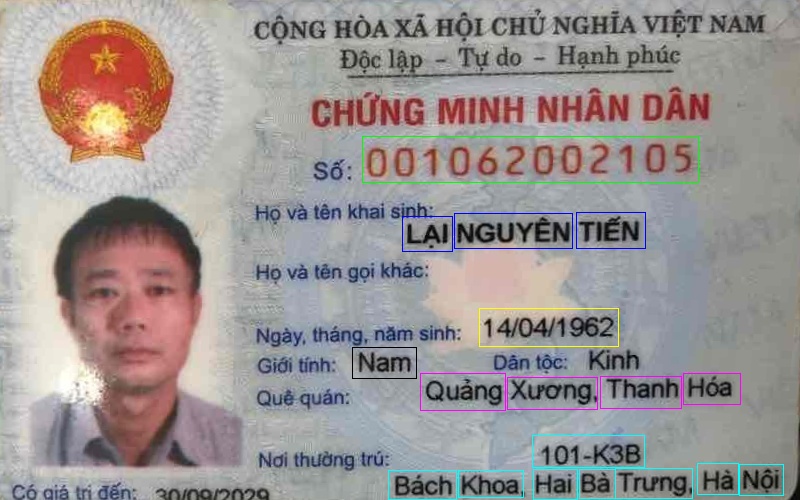 CỘNG HÒA XÃ HỘI CHỦ NGHĨA VIỆT NAM
Độc lập - Tự do - Hạnh phúc
CHỨNG MINH NHÂN DÂN
Số: 001062002105
Họ và tên khai sinh:
LẠI NGUYÊN TIẾN
Họ và tên gọi khác:
Ngày, tháng, năm sinh: 14/04/1962
Giới tính: Nam Dân tộc: Kinh
Quê quán: Quảng Xương, Thanh Hóa
Nơi thường trú: 101-K3B
Bách Khoa, Hai Bà Trưng, Hà Nội
Có giá trị đến: 30/09/2029